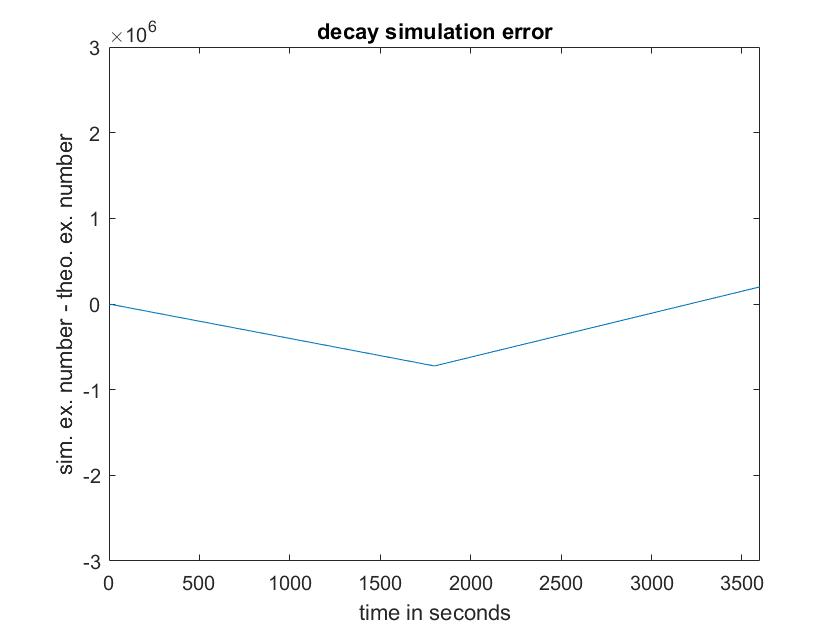 decay simulation error
×10^6
3
2
1
0
-1
-2
-3
sim. ex. number - theo. ex. number
0 500 1000 1500 2000 2500 3000 3500
time in seconds